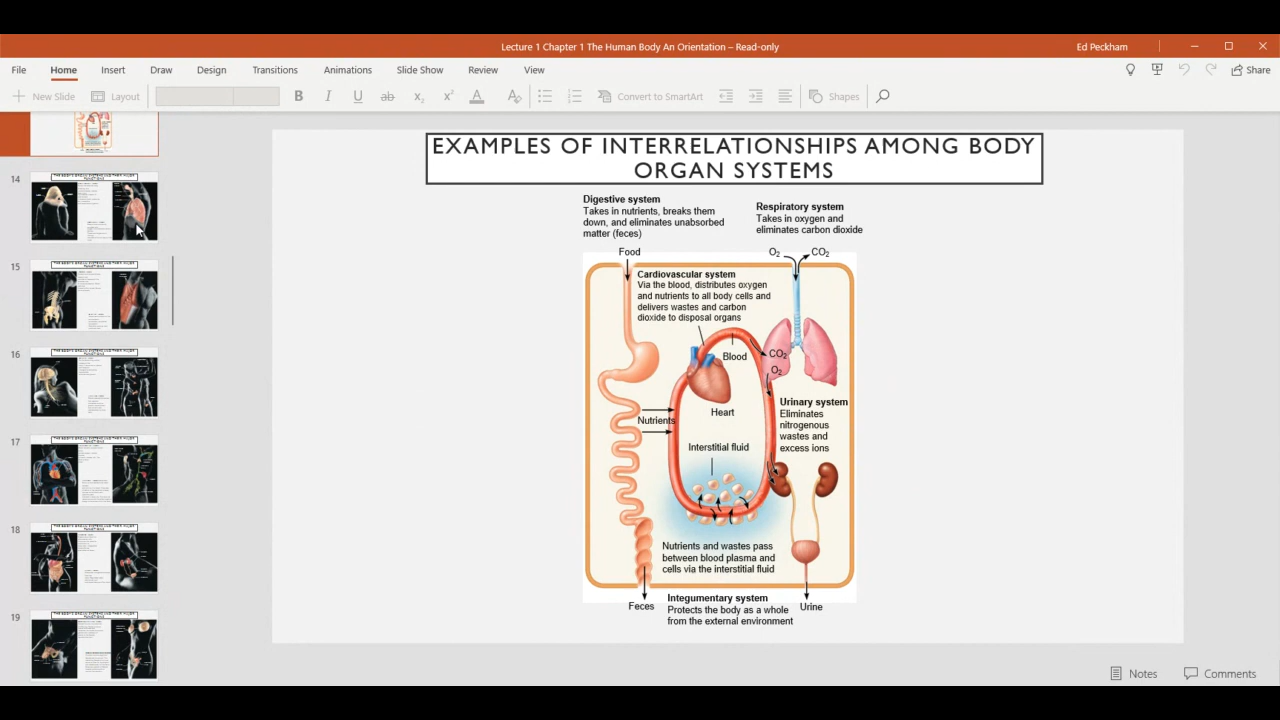 Lecture 1 Chapter 1 The Human Body An Orientation – Read-only
Ed Peckham
File
Home
Insert
Draw
Design
Transitions
Animations
Slide Show
Review
View
Share
New Slide
Layout
B
I
U
ab
x₂
x²
A
Convert to SmartArt
Shapes
14
15
16
17
18
19
EXAMPLES OF INTERRELATIONSHIPS AMONG BODY
ORGAN SYSTEMS
Digestive system
Takes in nutrients, breaks them
down, and eliminates unabsorbed
matter (feces)
Respiratory system
Takes in oxygen and
eliminates carbon dioxide
Food
O₂
CO₂
Cardiovascular system
Via the blood, distributes oxygen
and nutrients to all body cells and
delivers wastes and carbon
dioxide to disposal organs
Blood
CO₂
O₂
Heart
Nutrients
Urinary system
Eliminates
nitrogenous
wastes and
excess ions
Interstitial fluid
Nutrients and wastes pass
between blood plasma and
cells via the interstitial fluid
Feces
Integumentary system
Protects the body as a whole
from the external environment
Urine
Notes
Comments